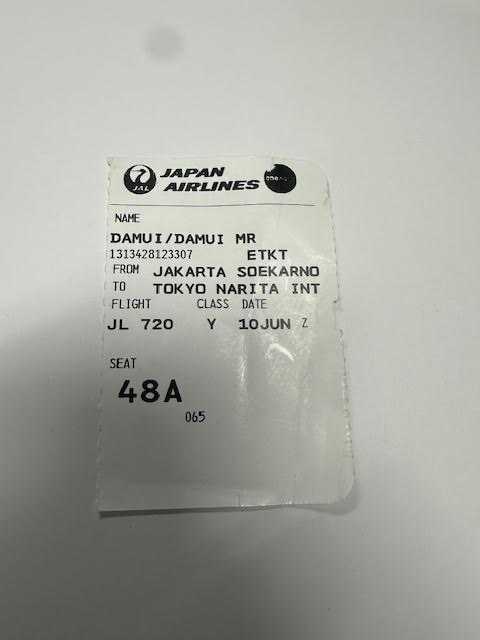 JAL
JAPAN
AIRLINES
NAME
DAMUI/DAMUI MR
1313428123307 ETKT
FROM JAKARTA SOEKARNO
TO TOKYO NARITA INT
FLIGHT CLASS DATE
JL 720 Y 10JUN Z
SEAT
48A
065